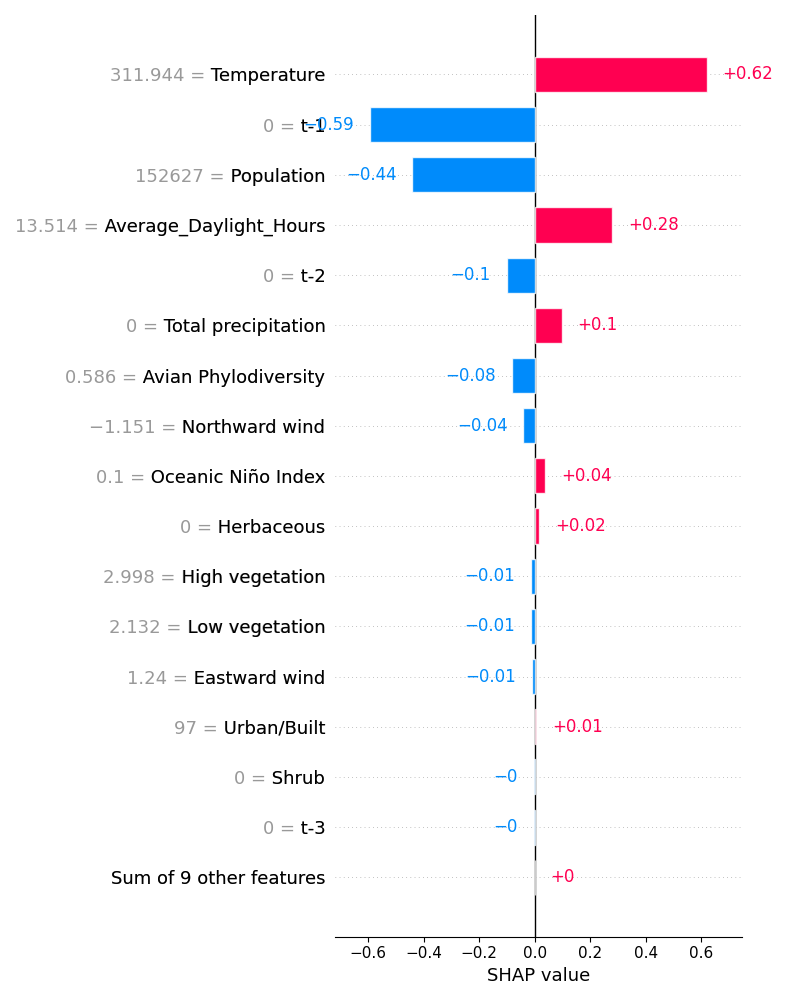 311.944 = Temperature +0.62
0 = t-1 −0.59
152627 = Population −0.44
13.514 = Average_Daylight_Hours +0.28
0 = t-2 −0.1
0 = Total precipitation +0.1
0.586 = Avian Phylodiversity −0.08
−1.151 = Northward wind −0.04
0.1 = Oceanic Niño Index +0.04
0 = Herbaceous +0.02
2.998 = High vegetation −0.01
2.132 = Low vegetation −0.01
1.24 = Eastward wind −0.01
97 = Urban/Built +0.01
0 = Shrub −0
0 = t-3 −0
Sum of 9 other features +0
−0.6 −0.4 −0.2 0.0 0.2 0.4 0.6
SHAP value